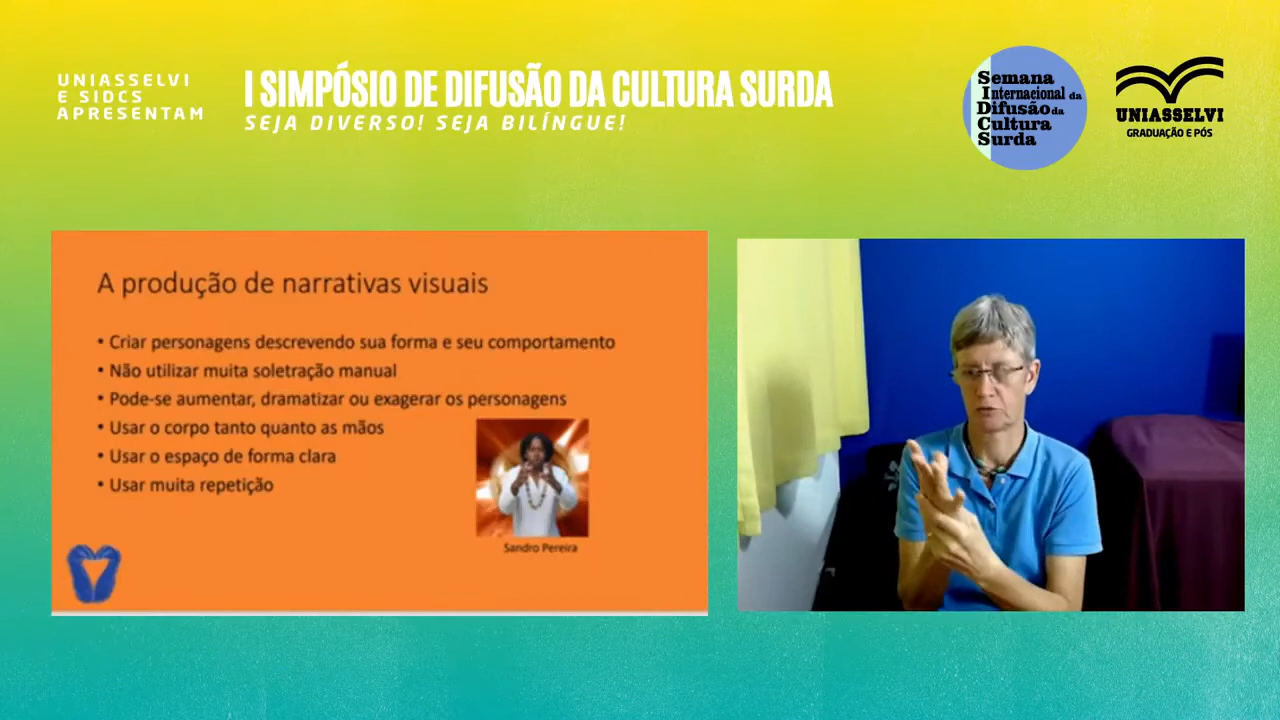 UNIASSELVI
E SIDCS
APRESENTAM
I SIMPÓSIO DE DIFUSÃO DA CULTURA SURDA
SEJA DIVERSO! SEJA BILÍNGUE!
Semana
Internacional da
Difusão da
Cultura
Surda
UNIASSELVI
GRADUAÇÃO E PÓS
A produção de narrativas visuais
• Criar personagens descrevendo sua forma e seu comportamento
• Não utilizar muita soletração manual
• Pode-se aumentar, dramatizar ou exagerar os personagens
• Usar o corpo tanto quanto as mãos
• Usar o espaço de forma clara
• Usar muita repetição
Sandro Pereira